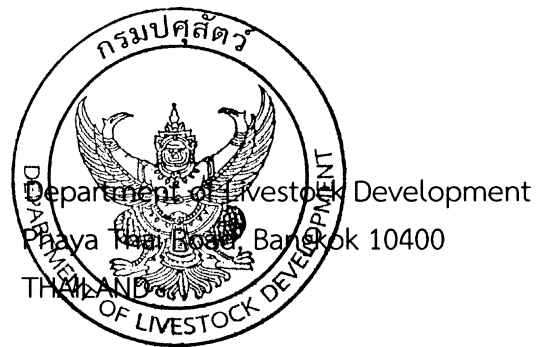 กรมปศุสัตว์
Department of Livestock Development
Phaya Thai Road, Bangkok 10400
THAILAND
DEPARTMENT OF LIVESTOCK DEVELOPMENT